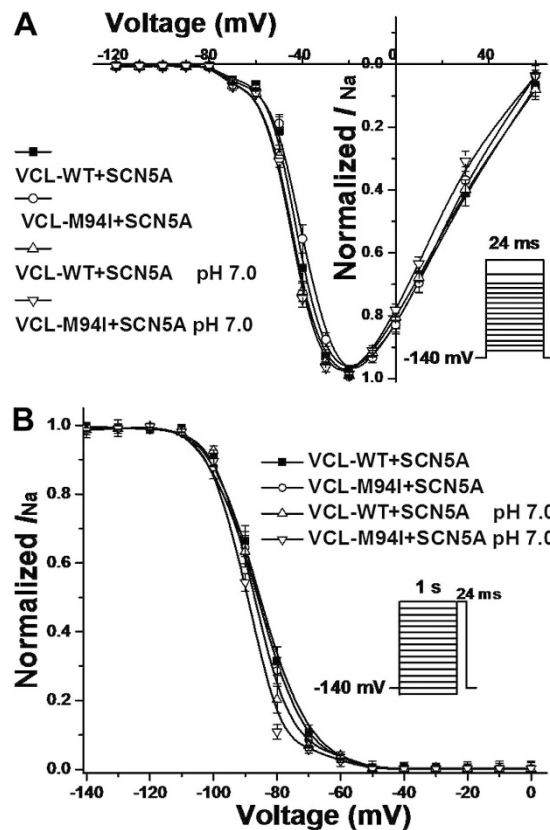 A
Voltage (mV)
-120 -80 -40 0 40
0.0
0.2
0.4
0.6
0.8
1.0
Normalized I Na
VCL-WT+SCN5A
VCL-M94I+SCN5A
VCL-WT+SCN5A pH 7.0
VCL-M94I+SCN5A pH 7.0
24 ms
-140 mV
B
1.0
0.8
0.6
0.4
0.2
0.0
Normalized INa
VCL-WT+SCN5A
VCL-M94I+SCN5A
VCL-WT+SCN5A pH 7.0
VCL-M94I+SCN5A pH 7.0
1 s 24 ms
-140 mV
-140 -120 -100 -80 -60 -40 -20 0
Voltage (mV)